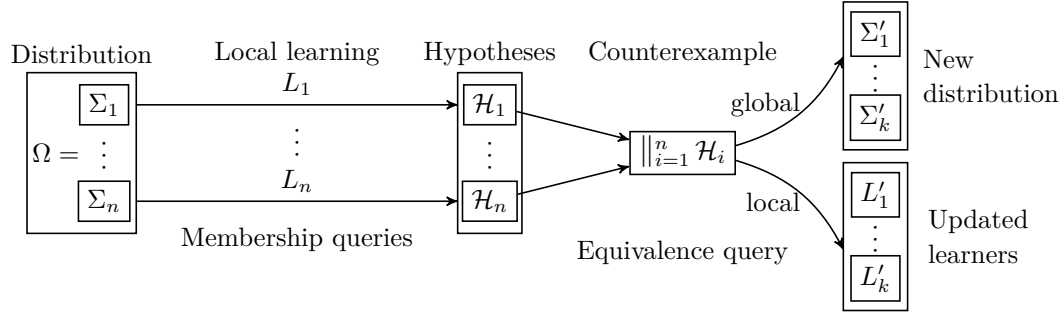 Distribution
Local learning
Hypotheses
Counterexample
Ω =
Σ₁
⋮
Σₙ
L₁
⋮
Lₙ
Membership queries
ℋ₁
⋮
ℋₙ
∥ⁿᵢ₌₁ ℋᵢ
Equivalence query
global
local
Σ′₁
⋮
Σ′ₖ
New
distribution
L′₁
⋮
L′ₖ
Updated
learners